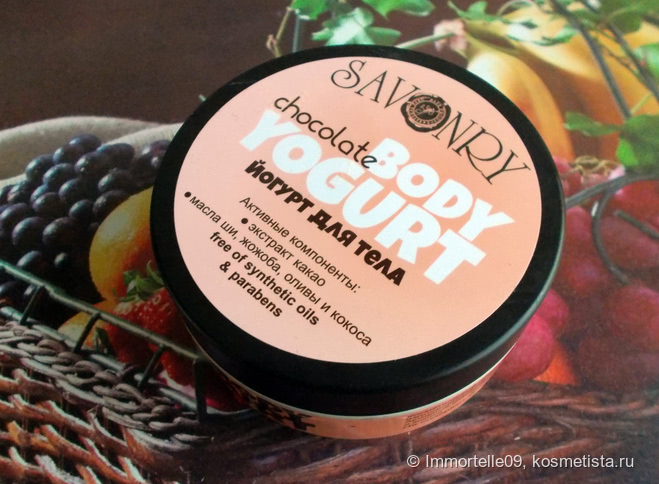 SAVONRY
chocolate
BODY
YOGURT
ЙОГУРТ ДЛЯ ТЕЛА
Активные компоненты:
• экстракт какао
• масла ши, жожоба, оливы и кокоса
free of synthetic oils
& parabens
© Immortelle09, kosmetista.ru